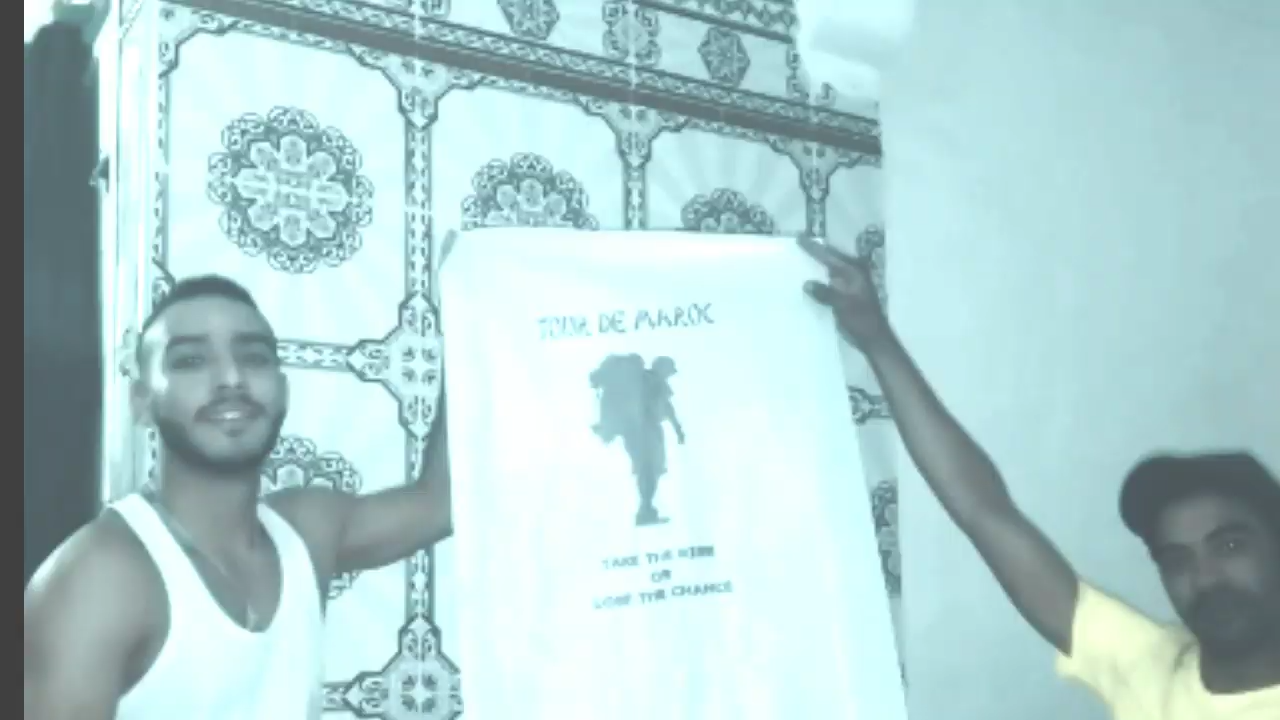 TOUR DE MAROC
TAKE THE RISK
OR
LOSE THE CHANCE